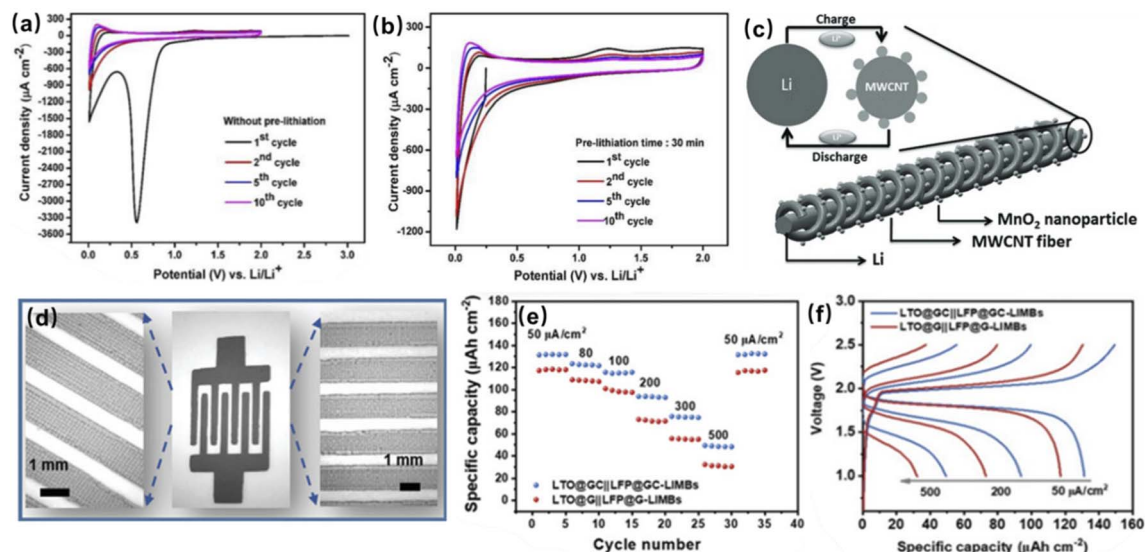 (a)
300
0
-300
-600
-900
-1200
-1500
-1800
-2100
-2400
-2700
-3000
-3300
-3600
Current density (µA cm⁻²)
Without pre-lithiation
1st cycle
2nd cycle
5th cycle
10th cycle
0.0 0.5 1.0 1.5 2.0 2.5 3.0
Potential (V) vs. Li/Li⁺
(b)
300
0
-300
-600
-900
-1200
Current density (µA cm⁻²)
Pre-lithiation time : 30 min
1st cycle
2nd cycle
5th cycle
10th cycle
0.0 0.5 1.0 1.5 2.0
Potential (V) vs. Li/Li⁺
(c)
Charge
Li⁺
Li
MWCNT
Li⁺
Discharge
MnO₂ nanoparticle
MWCNT fiber
Li
(d)
1 mm
1 mm
(e)
180
160
140
120
100
80
60
40
20
0
Specific capacity (µAh cm⁻²)
50 µA/cm²
80
100
200
300
500
50 µA/cm²
LTO@GC||LFP@GC-LIMBs
LTO@G||LFP@G-LIMBs
0 5 10 15 20 25 30 35 40
Cycle number
(f)
3.0
2.5
2.0
1.5
1.0
Voltage (V)
LTO@GC||LFP@GC-LIMBs
LTO@G||LFP@G-LIMBs
500 200 50 µA/cm²
0 20 40 60 80 100 120 140 160
Specific capacity (µAh cm⁻²)